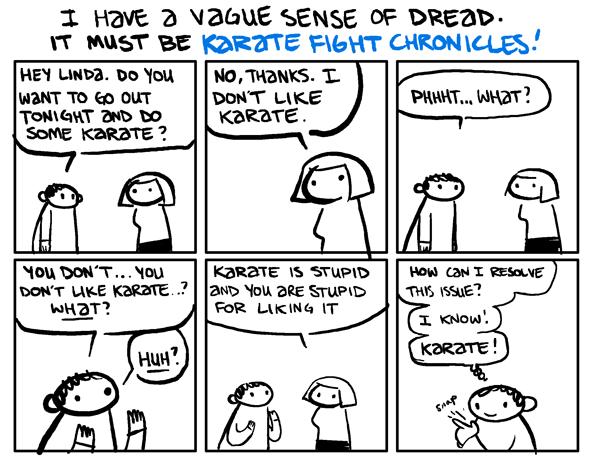 I HAVE A VAGUE SENSE OF DREAD.
IT MUST BE KARATE FIGHT CHRONICLES!
HEY LINDA. DO YOU
WANT TO GO OUT
TONIGHT AND DO
SOME KARATE?
NO, THANKS. I
DON'T LIKE
KARATE.
PHHHT... WHAT?
YOU DON'T... YOU
DON'T LIKE KARATE..?
WHAT?
HUH?
KARATE IS STUPID
AND YOU ARE STUPID
FOR LIKING IT
HOW CAN I RESOLVE
THIS ISSUE?
I KNOW!
KARATE!
snap